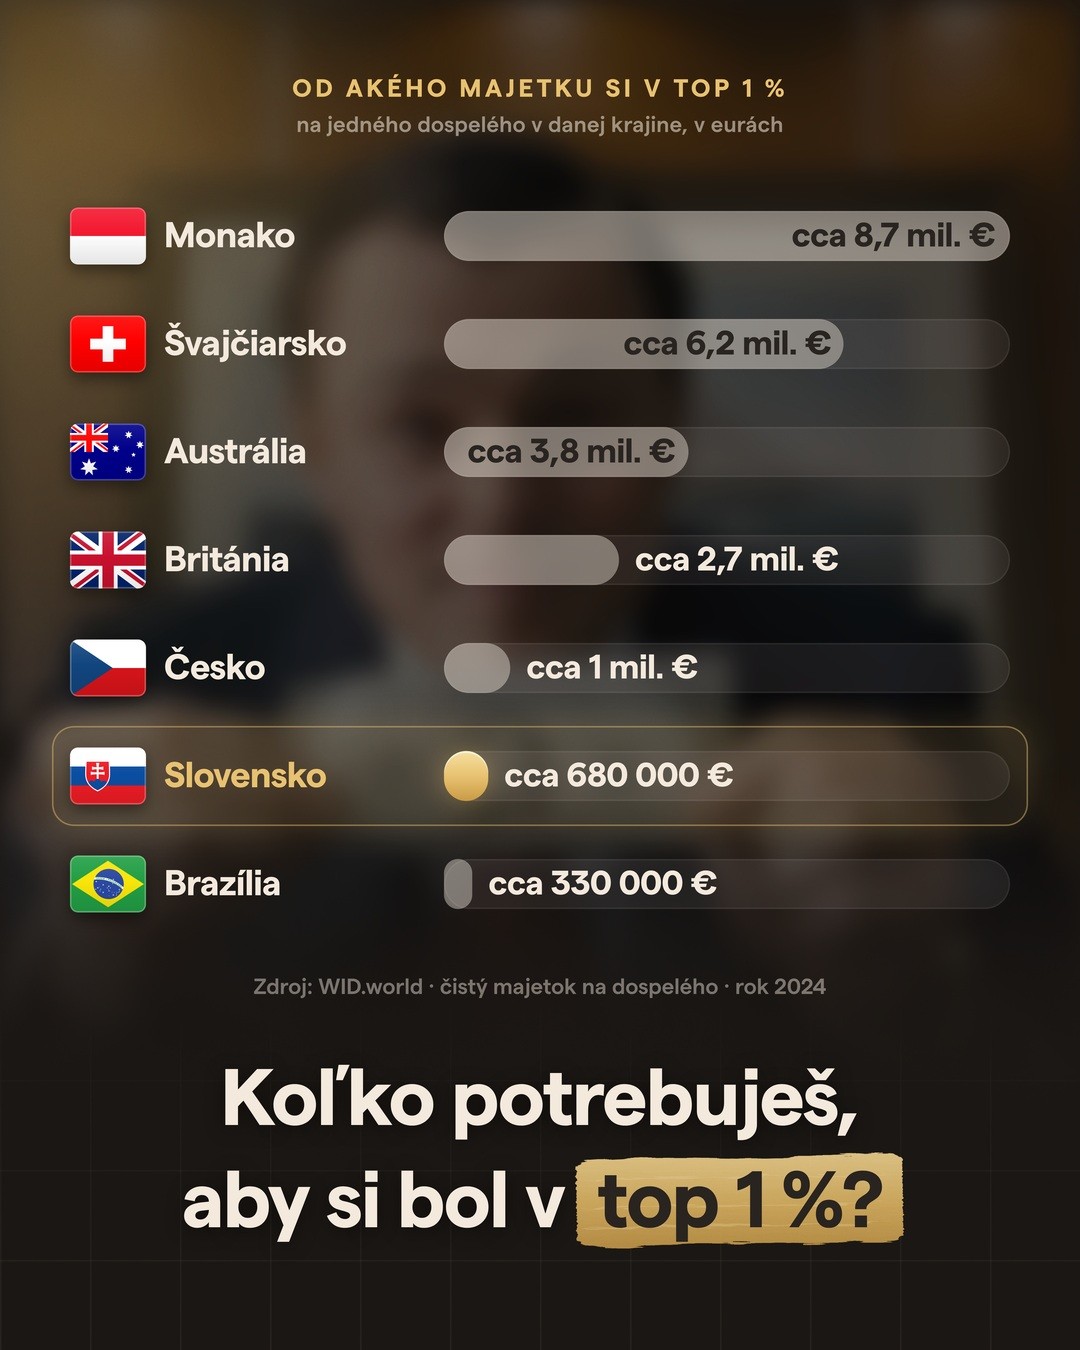 OD AKÉHO MAJETKU SI V TOP 1 %
na jedného dospelého v danej krajine, v eurách
Monako cca 8,7 mil. €
Švajčiarsko cca 6,2 mil. €
Austrália cca 3,8 mil. €
Británia cca 2,7 mil. €
Česko cca 1 mil. €
Slovensko cca 680 000 €
Brazília cca 330 000 €
Zdroj: WID.world · čistý majetok na dospelého · rok 2024
Koľko potrebuješ,
aby si bol v top 1 %?